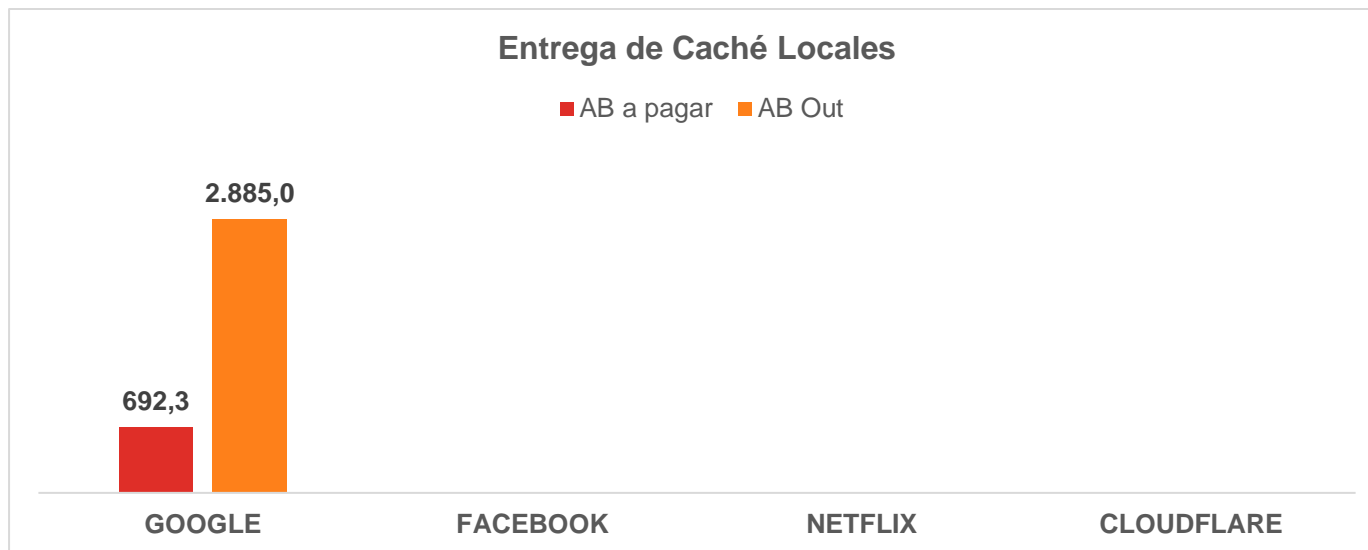 Entrega de Caché Locales
AB a pagar AB Out
2.885,0
692,3
GOOGLE FACEBOOK NETFLIX CLOUDFLARE